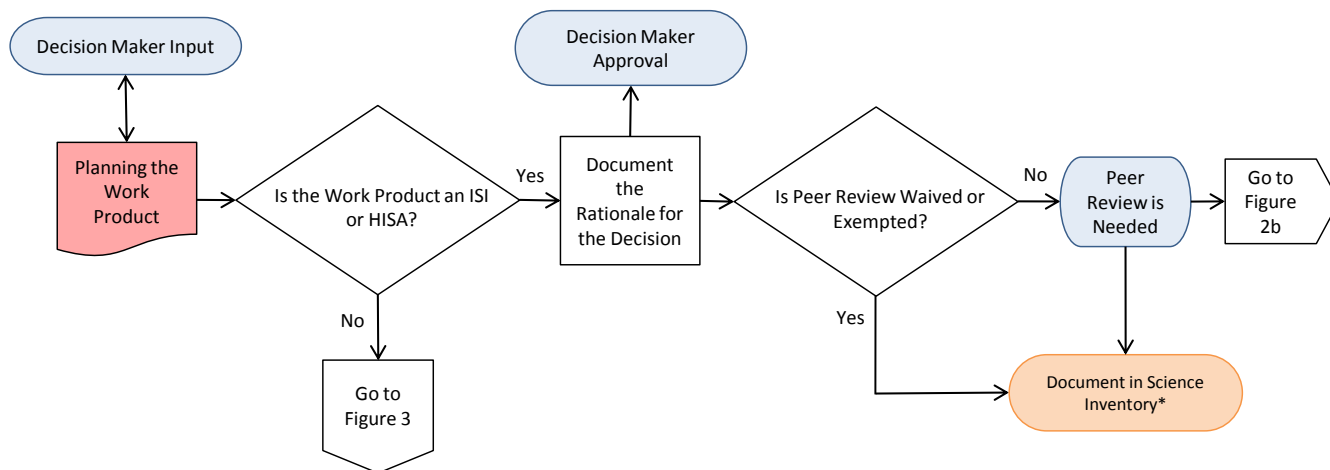 Decision Maker Input
Planning the
Work
Product
Is the Work Product an ISI
or HISA?
Yes
No
Go to
Figure 3
Decision Maker
Approval
Document
the
Rationale for
the Decision
Is Peer Review Waived or
Exempted?
No
Yes
Peer
Review is
Needed
Go to
Figure
2b
Document in Science
Inventory*